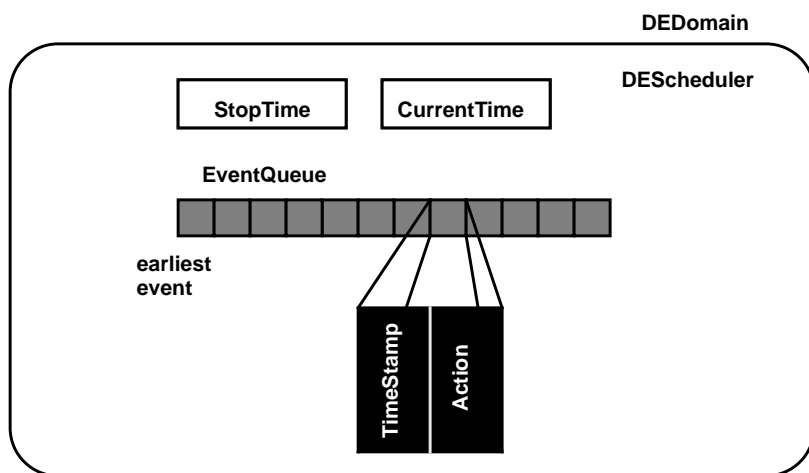 DEDomain
DEScheduler
StopTime
CurrentTime
EventQueue
earliest
event
TimeStamp
Action